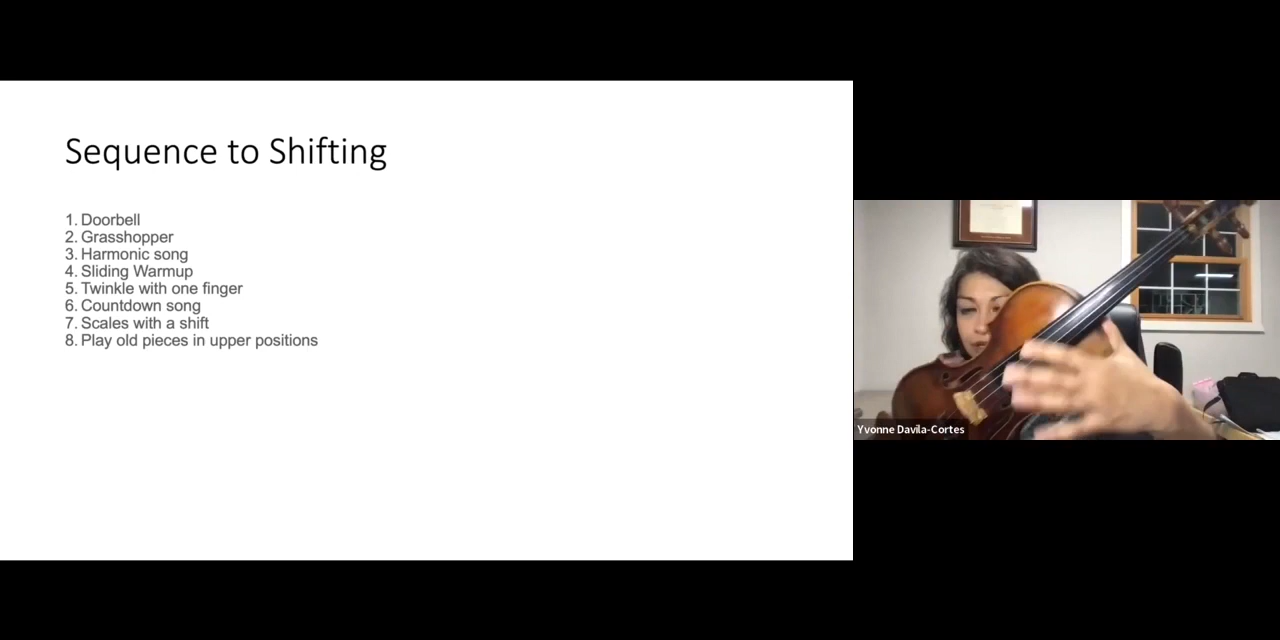 Sequence to Shifting
1. Doorbell
2. Grasshopper
3. Harmonic song
4. Sliding Warmup
5. Twinkle with one finger
6. Countdown song
7. Scales with a shift
8. Play old pieces in upper positions
Yvonne Davila-Cortes